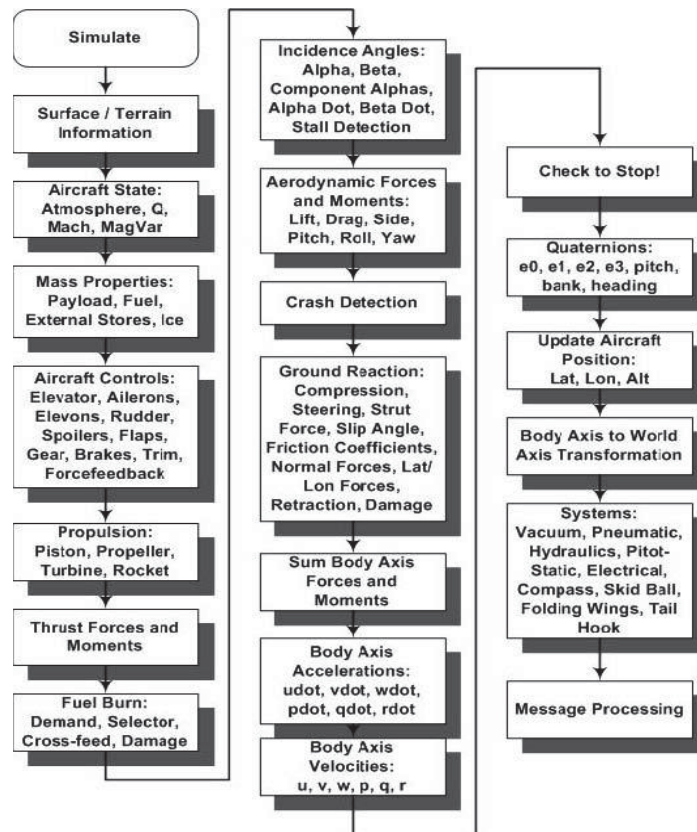 Simulate
Surface / Terrain
Information
Aircraft State:
Atmosphere, Q,
Mach, MagVar
Mass Properties:
Payload, Fuel,
External Stores, Ice
Aircraft Controls:
Elevator, Ailerons,
Elevons, Rudder,
Spoilers, Flaps,
Gear, Brakes, Trim,
Forcefeedback
Propulsion:
Piston, Propeller,
Turbine, Rocket
Thrust Forces and
Moments
Fuel Burn:
Demand, Selector,
Cross-feed, Damage
Incidence Angles:
Alpha, Beta,
Component Alphas,
Alpha Dot, Beta Dot,
Stall Detection
Aerodynamic Forces
and Moments:
Lift, Drag, Side,
Pitch, Roll, Yaw
Crash Detection
Ground Reaction:
Compression,
Steering, Strut
Force, Slip Angle,
Friction Coefficients,
Normal Forces, Lat/
Lon Forces,
Retraction, Damage
Sum Body Axis
Forces and
Moments
Body Axis
Accelerations:
udot, vdot, wdot,
pdot, qdot, rdot
Body Axis
Velocities:
u, v, w, p, q, r
Check to Stop!
Quaternions:
e0, e1, e2, e3, pitch,
bank, heading
Update Aircraft
Position:
Lat, Lon, Alt
Body Axis to World
Axis Transformation
Systems:
Vacuum, Pneumatic,
Hydraulics, Pitot-
Static, Electrical,
Compass, Skid Ball,
Folding Wings, Tail
Hook
Message Processing